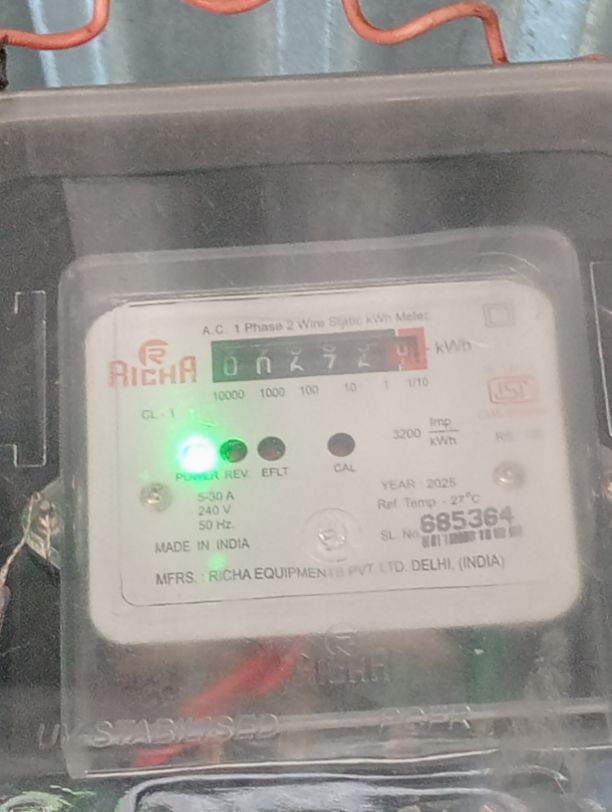 A.C. 1 Phase 2 Wire Static kWh Meter
RICHA
kWh
10000 1000 100 10 1 1/10
CL - 1
3200 Imp/kWh
ISI
POWER REV. EFLT CAL
5-30 A
240 V
50 Hz.
YEARː 2025
Ref. Temp. - 27°C
SL. No. 685364
MADE IN INDIA
MFRS. : RICHA EQUIPMENTS PVT. LTD. DELHI, (INDIA)
RICHA
UV STABILISED